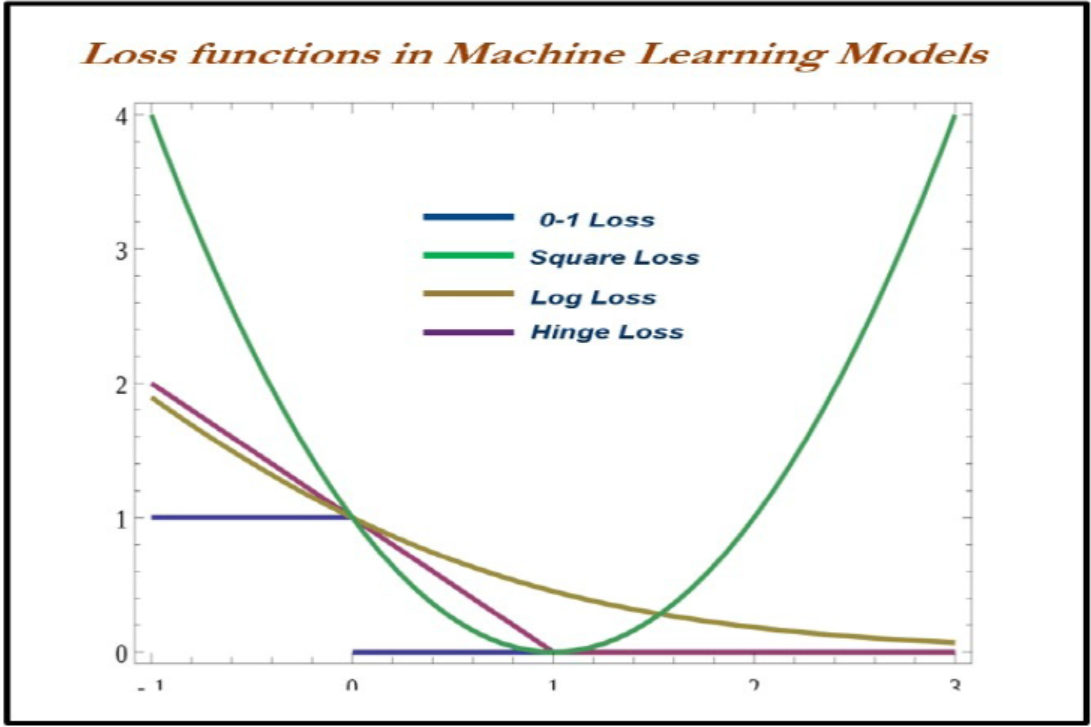 Loss functions in Machine Learning Models
4
3
2
1
0
0-1 Loss
Square Loss
Log Loss
Hinge Loss
-1 0 1 2 3